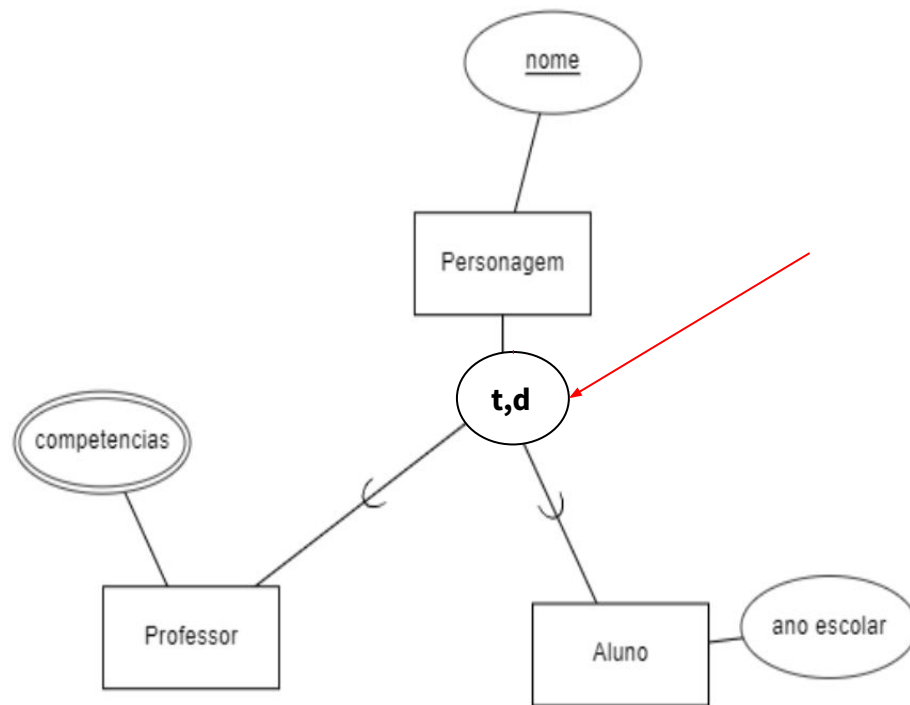 nome
Personagem
t,d
competencias
Professor
Aluno
ano escolar